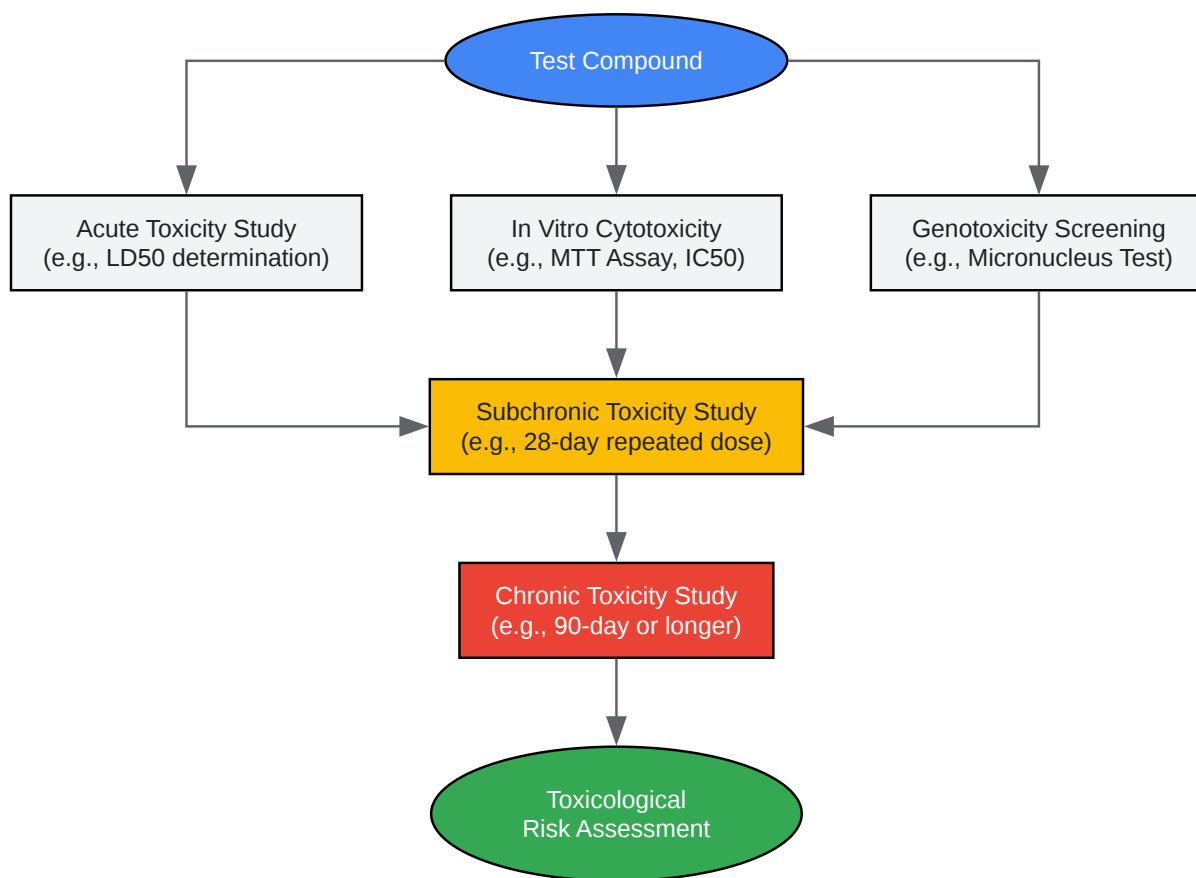 Test Compound
Acute Toxicity Study
(e.g., LD50 determination)
In Vitro Cytotoxicity
(e.g., MTT Assay, IC50)
Genotoxicity Screening
(e.g., Micronucleus Test)
Subchronic Toxicity Study
(e.g., 28-day repeated dose)
Chronic Toxicity Study
(e.g., 90-day or longer)
Toxicological
Risk Assessment